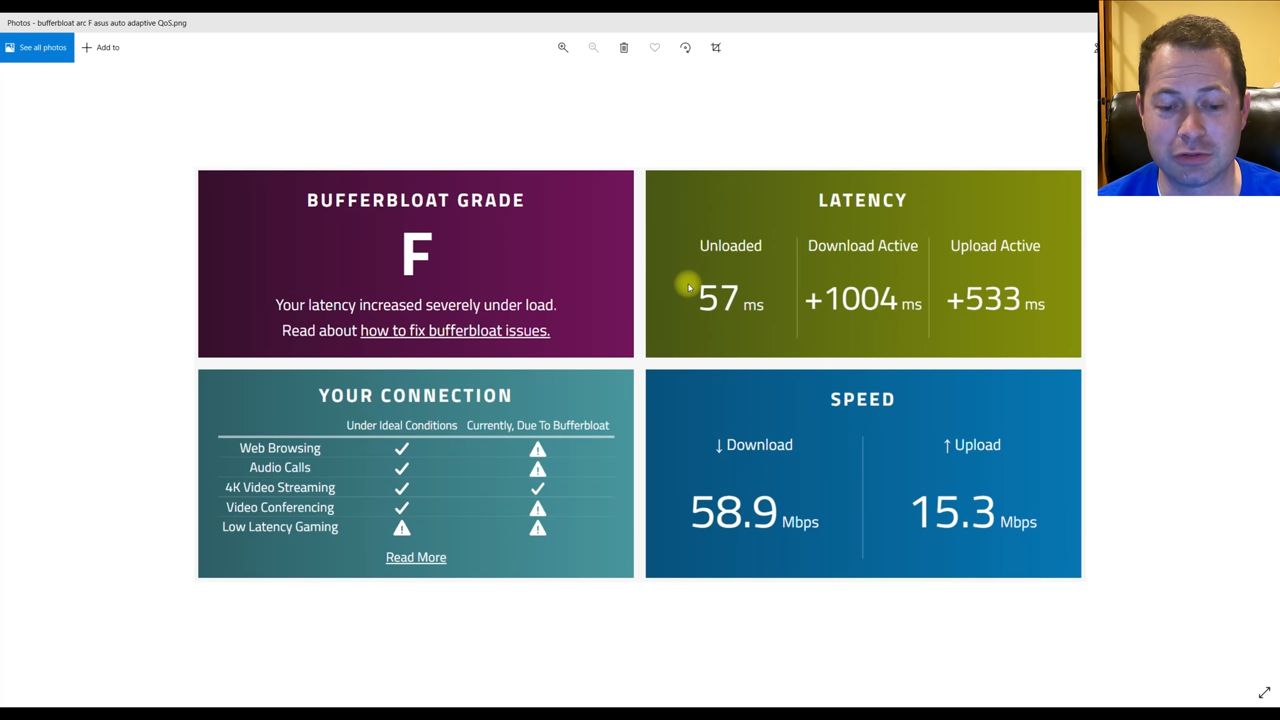 Photos - bufferbloat arc F asus auto adaptive QoS.png
See all photos
Add to
BUFFERBLOAT GRADE
F
Your latency increased severely under load.
Read about how to fix bufferbloat issues.
LATENCY
Unloaded Download Active Upload Active
57 ms +1004 ms +533 ms
YOUR CONNECTION
Under Ideal Conditions Currently, Due To Bufferbloat
Web Browsing
Audio Calls
4K Video Streaming
Video Conferencing
Low Latency Gaming
Read More
SPEED
↓ Download ↑ Upload
58.9 Mbps 15.3 Mbps